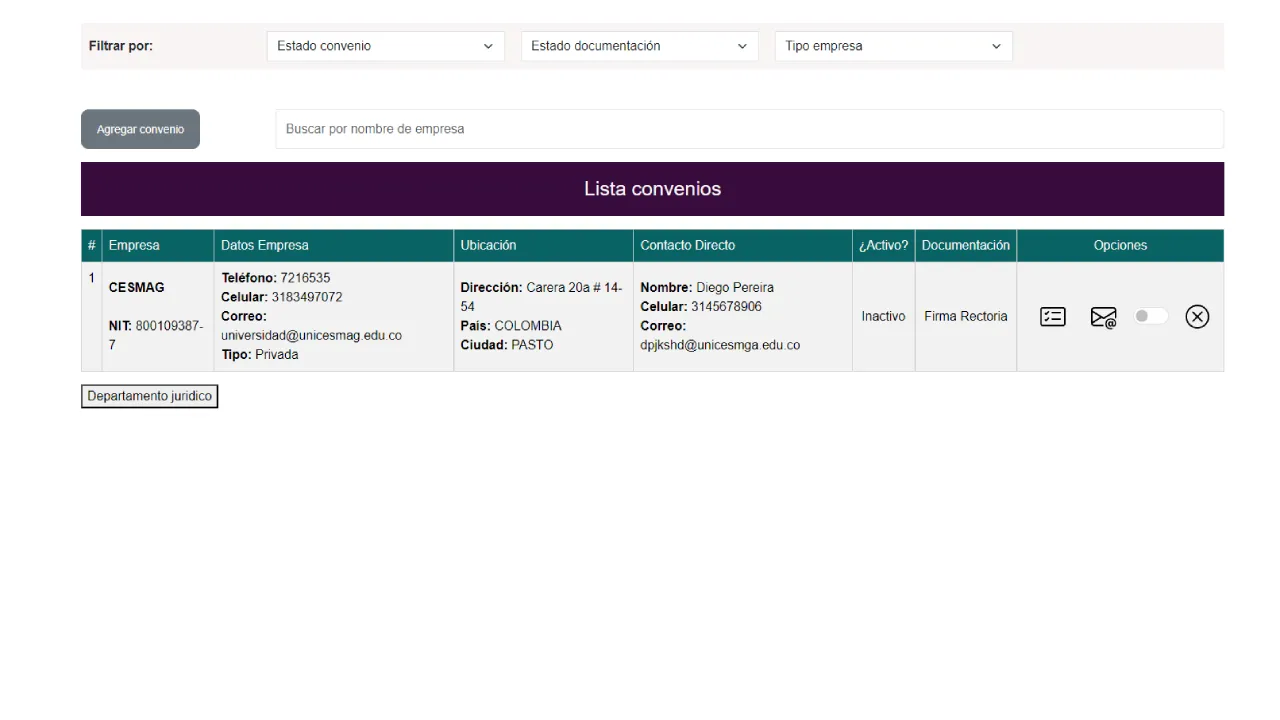 Filtrar por:
Estado convenio
Estado documentación
Tipo empresa
Agregar convenio
Buscar por nombre de empresa
Lista convenios
# Empresa Datos Empresa Ubicación Contacto Directo ¿Activo? Documentación Opciones
1
CESMAG
NIT: 800109387-
7
Teléfono: 7216535
Celular: 3183497072
Correo:
universidad@unicesmag.edu.co
Tipo: Privada
Dirección: Carera 20a # 14-
54
País: COLOMBIA
Ciudad: PASTO
Nombre: Diego Pereira
Celular: 3145678906
Correo:
dpjkshd@unicesmga.edu.co
Inactivo
Firma Rectoria
Departamento juridico